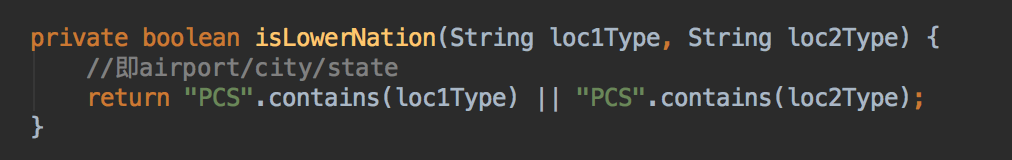 private boolean isLowerNation(String loc1Type, String loc2Type) {
//即airport/city/state
return "PCS".contains(loc1Type) || "PCS".contains(loc2Type);
}